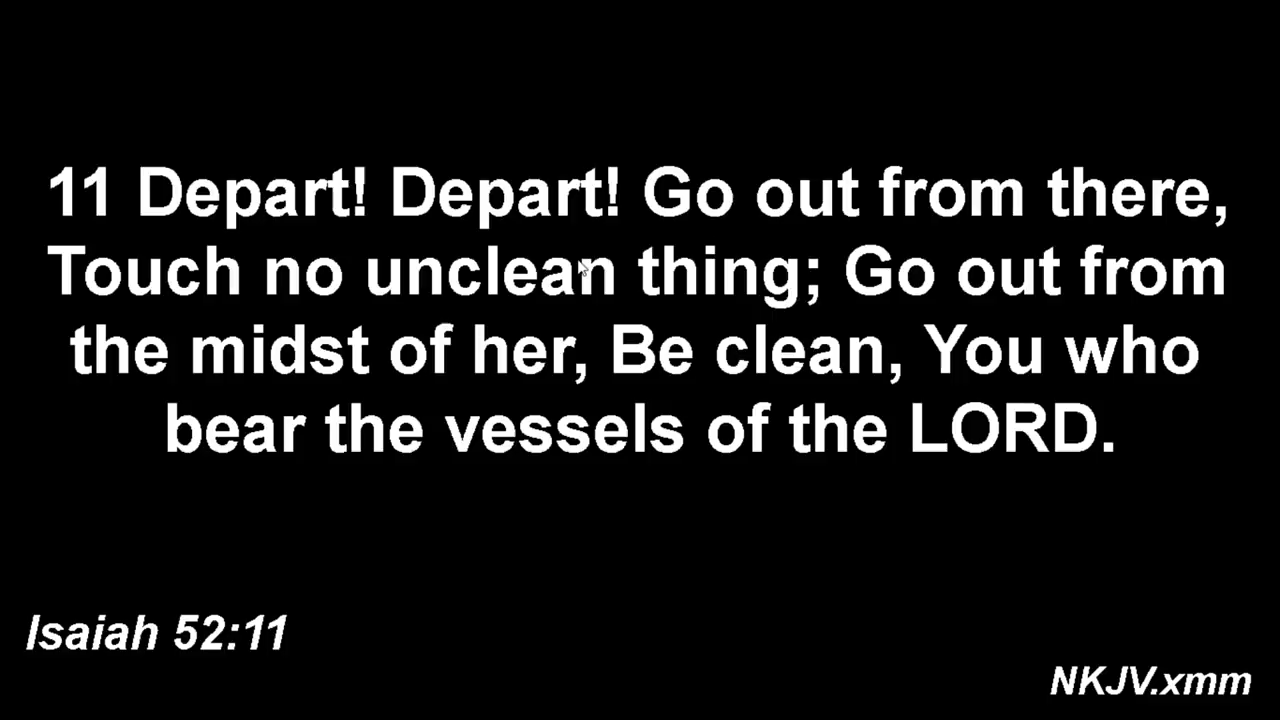 11 Depart! Depart! Go out from there,
Touch no unclean thing; Go out from
the midst of her, Be clean, You who
bear the vessels of the LORD.
Isaiah 52:11
NKJV.xmm